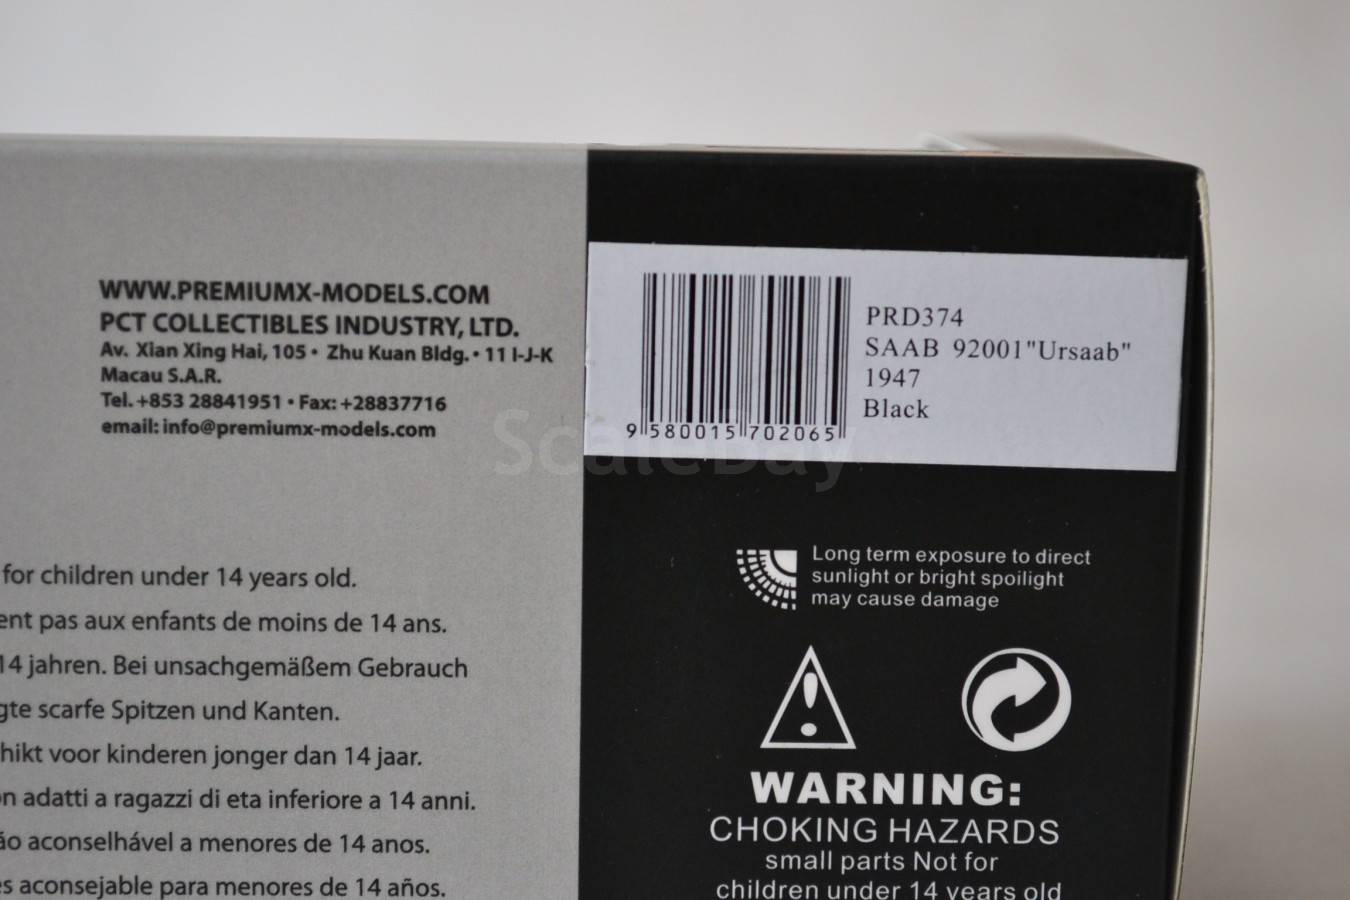 WWW.PREMIUMX-MODELS.COM
PCT COLLECTIBLES INDUSTRY, LTD.
Av. Xian Xing Hai, 105 • Zhu Kuan Bldg. • 11 I-J-K
Macau S.A.R.
Tel. +853 28841951 • Fax: +28837716
email: info@premiumx-models.com
for children under 14 years old.
ent pas aux enfants de moins de 14 ans.
14 jahren. Bei unsachgemäßem Gebrauch
gte scarfe Spitzen und Kanten.
hikt voor kinderen jonger dan 14 jaar.
on adatti a ragazzi di eta inferiore a 14 anni.
ão aconselhável a menores de 14 anos.
es aconsejable para menores de 14 años.
9 580015 702065
PRD374
SAAB 92001"Ursaab"
1947
Black
ScaleBay
Long term exposure to direct
sunlight or bright spoilight
may cause damage
WARNING:
CHOKING HAZARDS
small parts Not for
children under 14 years old